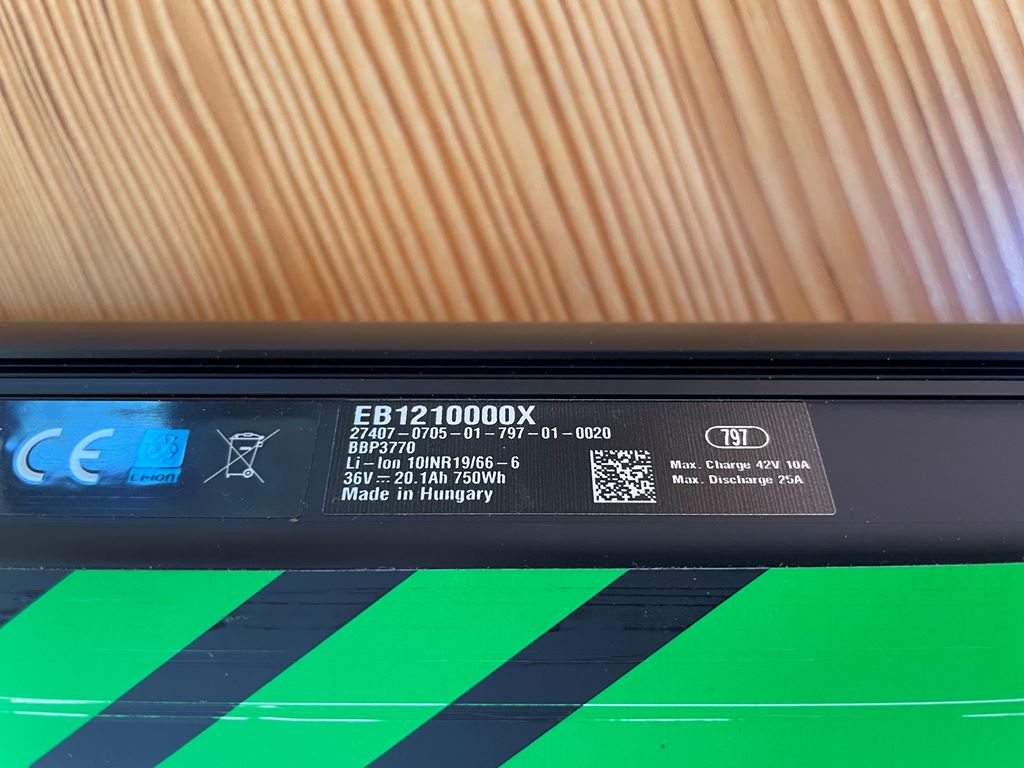 CE
LI-ION
EB1210000X
27407-0705-01-797-01-0020
BBP3770
Li-Ion 10INR19/66-6
36V ⎓ 20.1Ah 750Wh
Made in Hungary
797
Max. Charge 42V 10A
Max. Discharge 25A